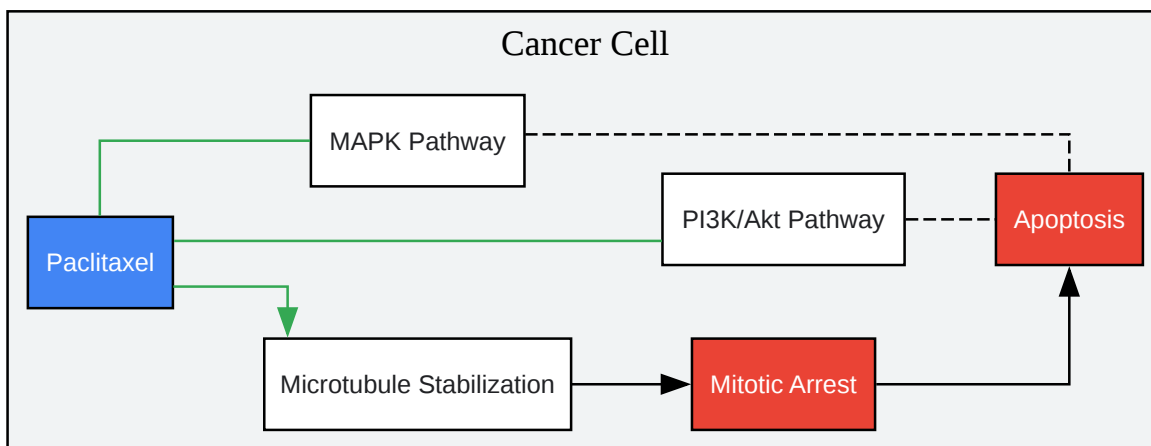 Cancer Cell
MAPK Pathway
PI3K/Akt Pathway
Apoptosis
Paclitaxel
Microtubule Stabilization
Mitotic Arrest